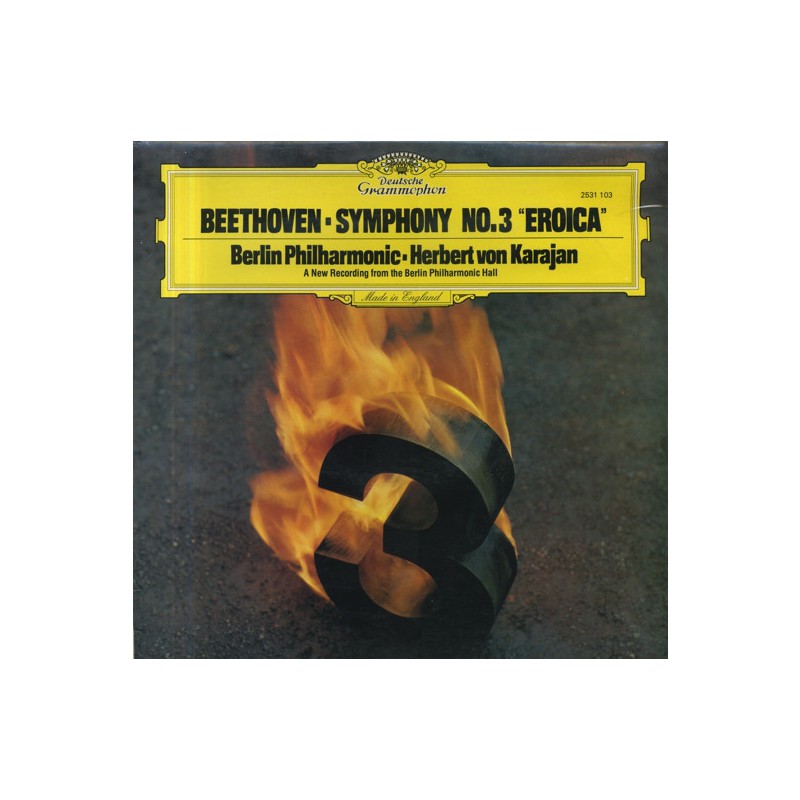 Deutsche
Grammophon
2531 103
BEETHOVEN · SYMPHONY NO.3 "EROICA"
Berlin Philharmonic · Herbert von Karajan
A New Recording from the Berlin Philharmonic Hall
Made in England
3